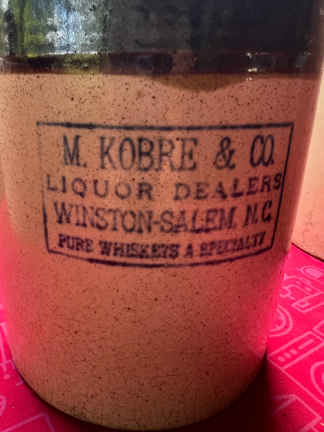 M. KOBRE & CO.
LIQUOR DEALERS
WINSTON-SALEM, N.C.
PURE WHISKEYS A SPECIALTY